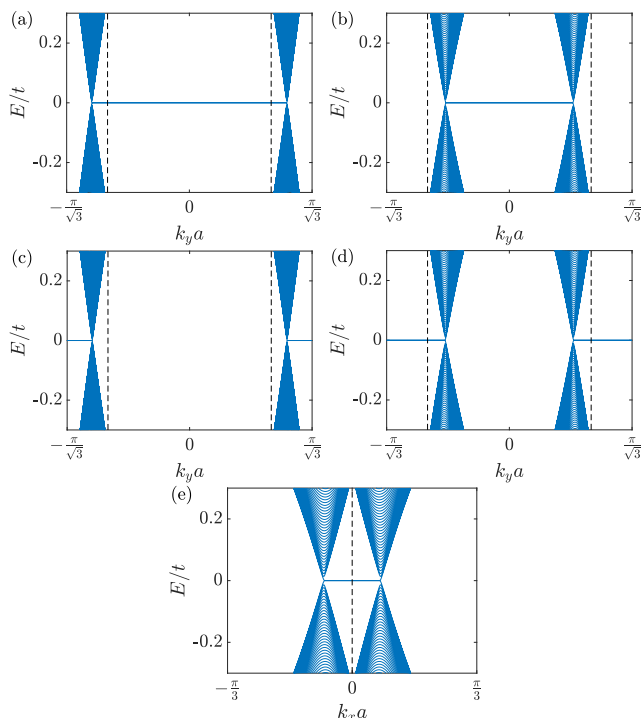 (a) (b)
0.2 0.2
E/t 0 E/t 0
-0.2 -0.2
−π/√3 0 π/√3 −π/√3 0 π/√3
k_y a k_y a
(c) (d)
0.2 0.2
E/t 0 E/t 0
-0.2 -0.2
−π/√3 0 π/√3 −π/√3 0 π/√3
k_y a k_y a
(e)
0.2
E/t 0
-0.2
−π/3 0 π/3
k_x a